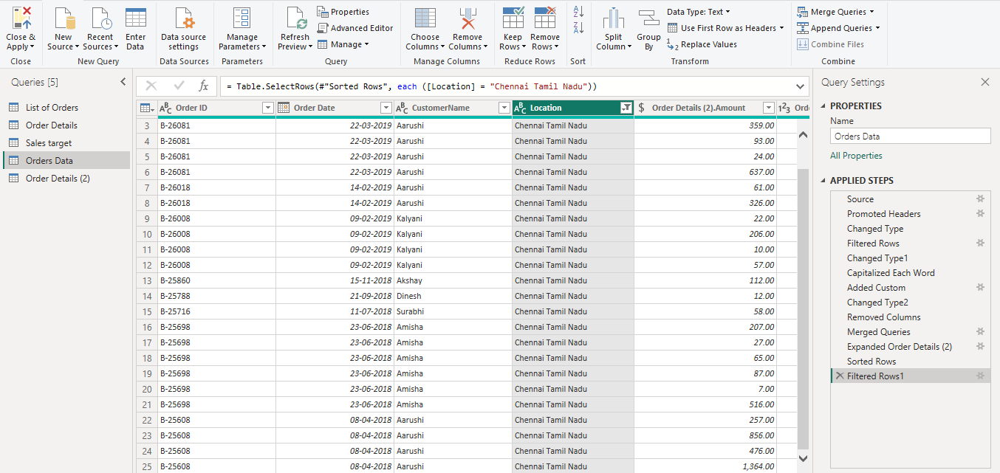 Close & Apply
New Source
Recent Sources
Enter Data
Data source settings
Manage Parameters
Refresh Preview
Properties
Advanced Editor
Manage
Choose Columns
Remove Columns
Keep Rows
Remove Rows
A Z
Z A
Split Column
Group By
Data Type: Text
Use First Row as Headers
1 2 Replace Values
Merge Queries
Append Queries
Combine Files
Close
New Query
Data Sources
Parameters
Query
Manage Columns
Reduce Rows
Sort
Transform
Combine
Queries [5]
List of Orders
Order Details
Sales target
Orders Data
Order Details (2)
fx
= Table.SelectRows(#"Sorted Rows", each ([Location] = "Chennai Tamil Nadu"))
ABC Order ID Order Date ABC CustomerName ABC Location $ Order Details (2).Amount 123 Orde
3 B-26081 22-03-2019 Aarushi Chennai Tamil Nadu 359.00
4 B-26081 22-03-2019 Aarushi Chennai Tamil Nadu 93.00
5 B-26081 22-03-2019 Aarushi Chennai Tamil Nadu 24.00
6 B-26081 22-03-2019 Aarushi Chennai Tamil Nadu 637.00
7 B-26018 14-02-2019 Aarushi Chennai Tamil Nadu 61.00
8 B-26018 14-02-2019 Aarushi Chennai Tamil Nadu 326.00
9 B-26008 09-02-2019 Kalyani Chennai Tamil Nadu 22.00
10 B-26008 09-02-2019 Kalyani Chennai Tamil Nadu 206.00
11 B-26008 09-02-2019 Kalyani Chennai Tamil Nadu 10.00
12 B-26008 09-02-2019 Kalyani Chennai Tamil Nadu 57.00
13 B-25860 15-11-2018 Akshay Chennai Tamil Nadu 112.00
14 B-25788 21-09-2018 Dinesh Chennai Tamil Nadu 12.00
15 B-25716 11-07-2018 Surabhi Chennai Tamil Nadu 58.00
16 B-25698 23-06-2018 Amisha Chennai Tamil Nadu 207.00
17 B-25698 23-06-2018 Amisha Chennai Tamil Nadu 27.00
18 B-25698 23-06-2018 Amisha Chennai Tamil Nadu 65.00
19 B-25698 23-06-2018 Amisha Chennai Tamil Nadu 87.00
20 B-25698 23-06-2018 Amisha Chennai Tamil Nadu 7.00
21 B-25698 23-06-2018 Amisha Chennai Tamil Nadu 516.00
22 B-25608 08-04-2018 Aarushi Chennai Tamil Nadu 257.00
23 B-25608 08-04-2018 Aarushi Chennai Tamil Nadu 856.00
24 B-25608 08-04-2018 Aarushi Chennai Tamil Nadu 476.00
25 B-25608 08-04-2018 Aarushi Chennai Tamil Nadu 1,364.00
Query Settings
PROPERTIES
Name
Orders Data
All Properties
APPLIED STEPS
Source
Promoted Headers
Changed Type
Filtered Rows
Changed Type1
Capitalized Each Word
Added Custom
Changed Type2
Removed Columns
Merged Queries
Expanded Order Details (2)
Sorted Rows
Filtered Rows1